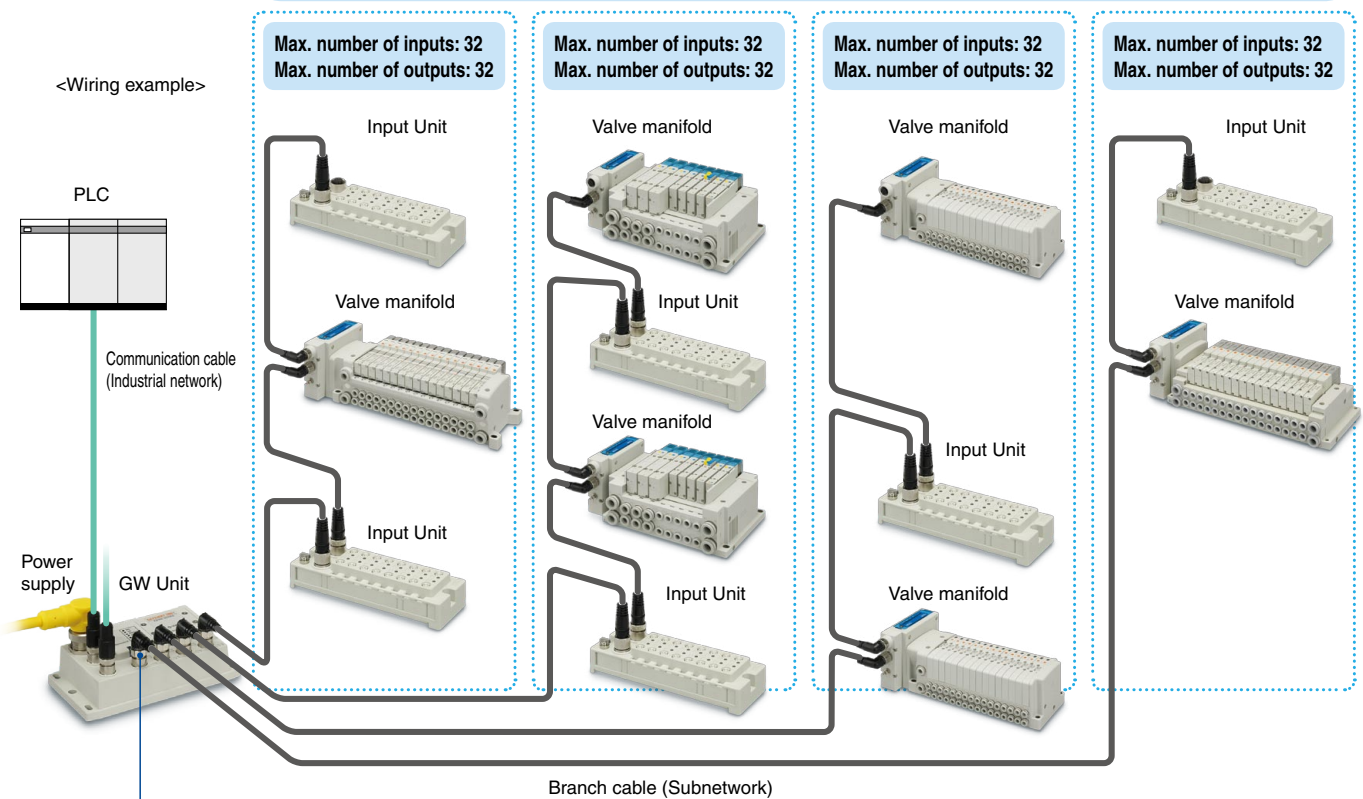 Max. number of inputs: 32
Max. number of outputs: 32
Max. number of inputs: 32
Max. number of outputs: 32
Max. number of inputs: 32
Max. number of outputs: 32
Max. number of inputs: 32
Max. number of outputs: 32
<Wiring example>
Input Unit
Valve manifold
Valve manifold
Input Unit
PLC
Valve manifold
Input Unit
Valve manifold
Communication cable
(Industrial network)
Valve manifold
Input Unit
Input Unit
Power
supply
GW Unit
Input Unit
Valve manifold
Branch cable (Subnetwork)